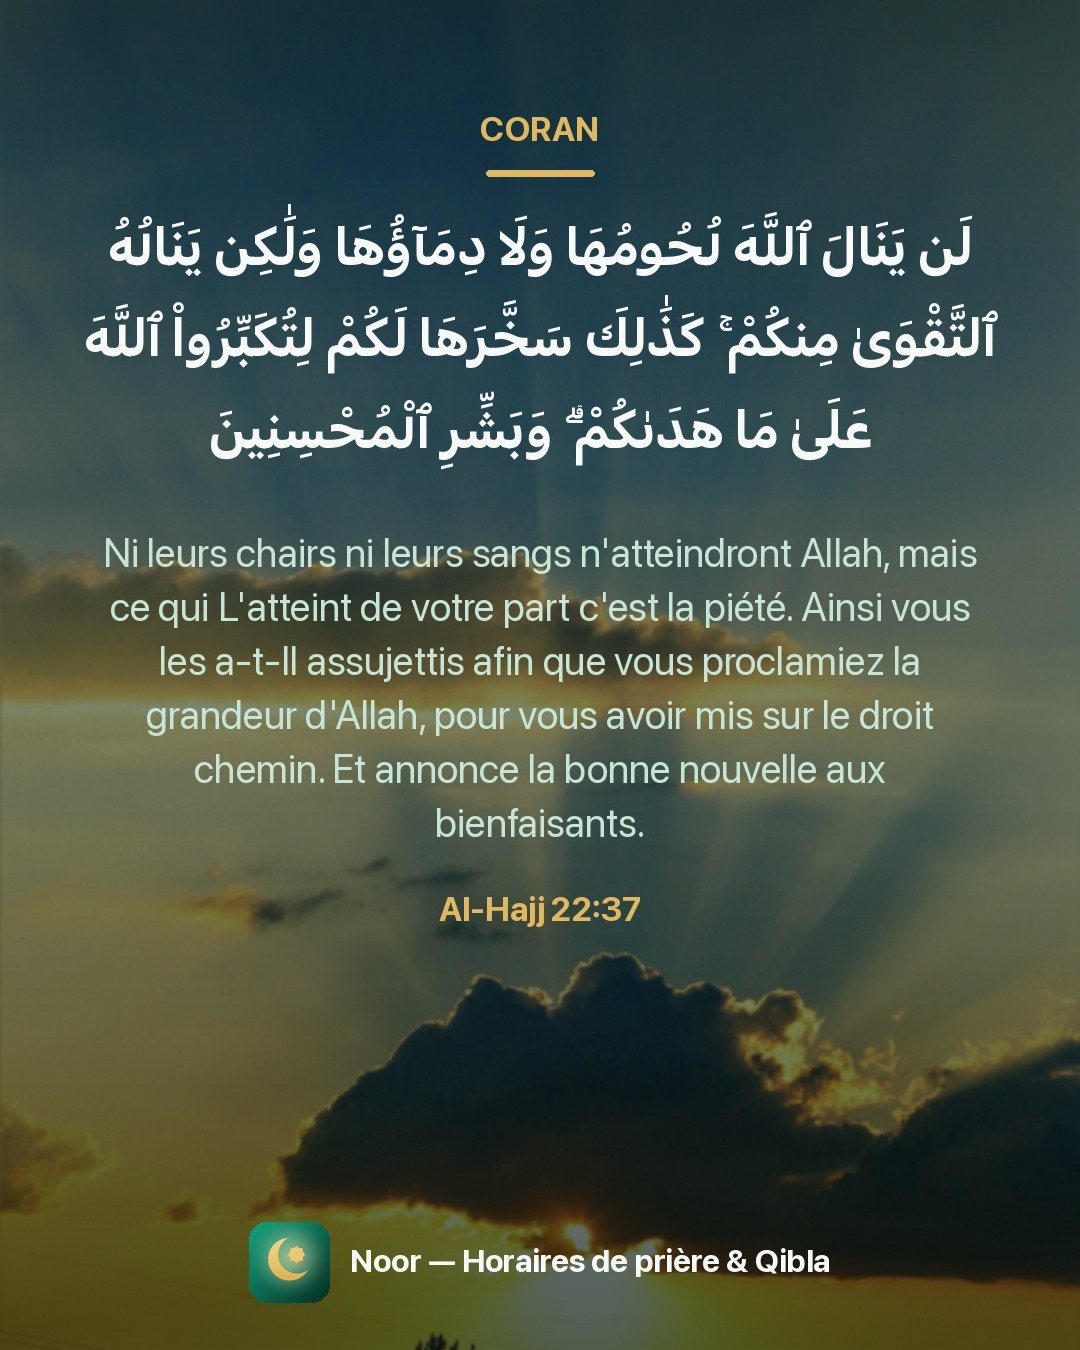 CORAN
لَن يَنَالَ ٱللَّهَ لُحُومُهَا وَلَا دِمَآؤُهَا وَلَٰكِن يَنَالُهُ
ٱلتَّقْوَىٰ مِنكُمْ ۚ كَذَٰلِكَ سَخَّرَهَا لَكُمْ لِتُكَبِّرُوا۟ ٱللَّهَ
عَلَىٰ مَا هَدَىٰكُمْ ۗ وَبَشِّرِ ٱلْمُحْسِنِينَ
Ni leurs chairs ni leurs sangs n'atteindront Allah, mais
ce qui L'atteint de votre part c'est la piété. Ainsi vous
les a-t-Il assujettis afin que vous proclamiez la
grandeur d'Allah, pour vous avoir mis sur le droit
chemin. Et annonce la bonne nouvelle aux
bienfaisants.
Al-Hajj 22:37
Noor — Horaires de prière & Qibla